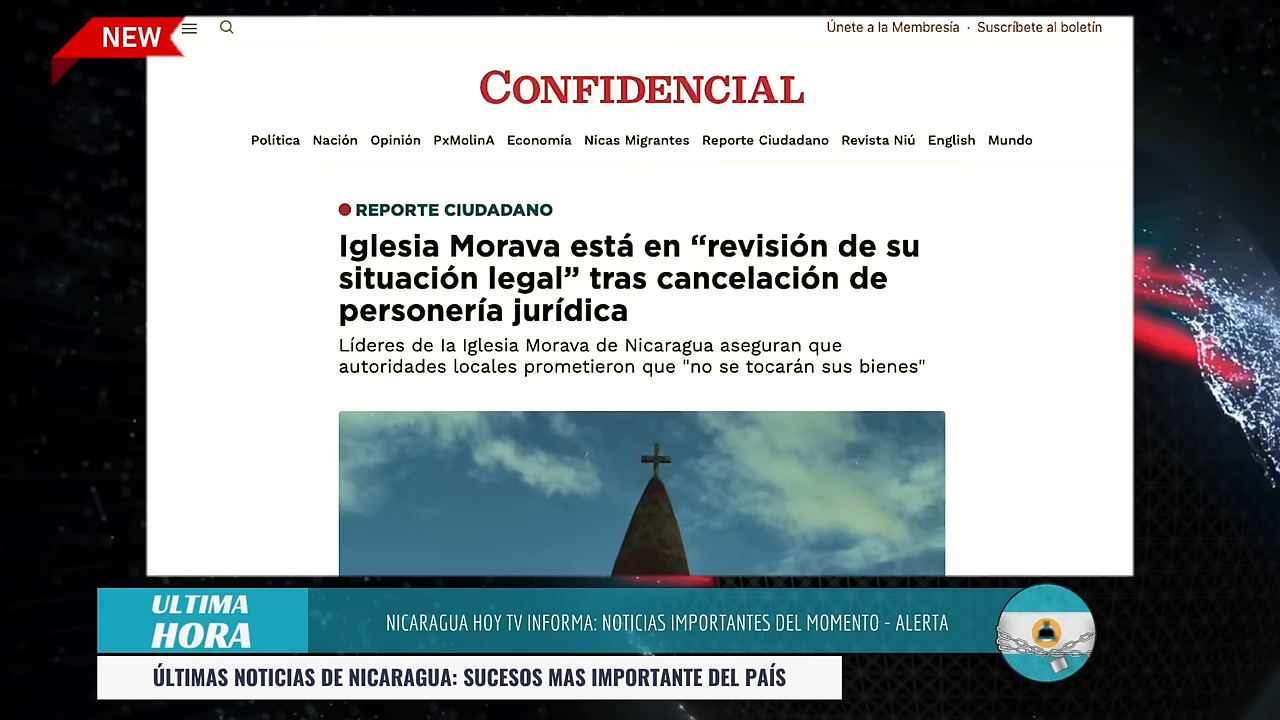 NEW
Únete a la Membresía · Suscríbete al boletín
CONFIDENCIAL
Política Nación Opinión PxMolinA Economía Nicas Migrantes Reporte Ciudadano Revista Niú English Mundo
REPORTE CIUDADANO
Iglesia Morava está en “revisión de su
situación legal” tras cancelación de
personería jurídica
Líderes de la Iglesia Morava de Nicaragua aseguran que
autoridades locales prometieron que "no se tocarán sus bienes"
ULTIMA
HORA
NICARAGUA HOY TV INFORMA: NOTICIAS IMPORTANTES DEL MOMENTO - ALERTA
ÚLTIMAS NOTICIAS DE NICARAGUA: SUCESOS MAS IMPORTANTE DEL PAÍS